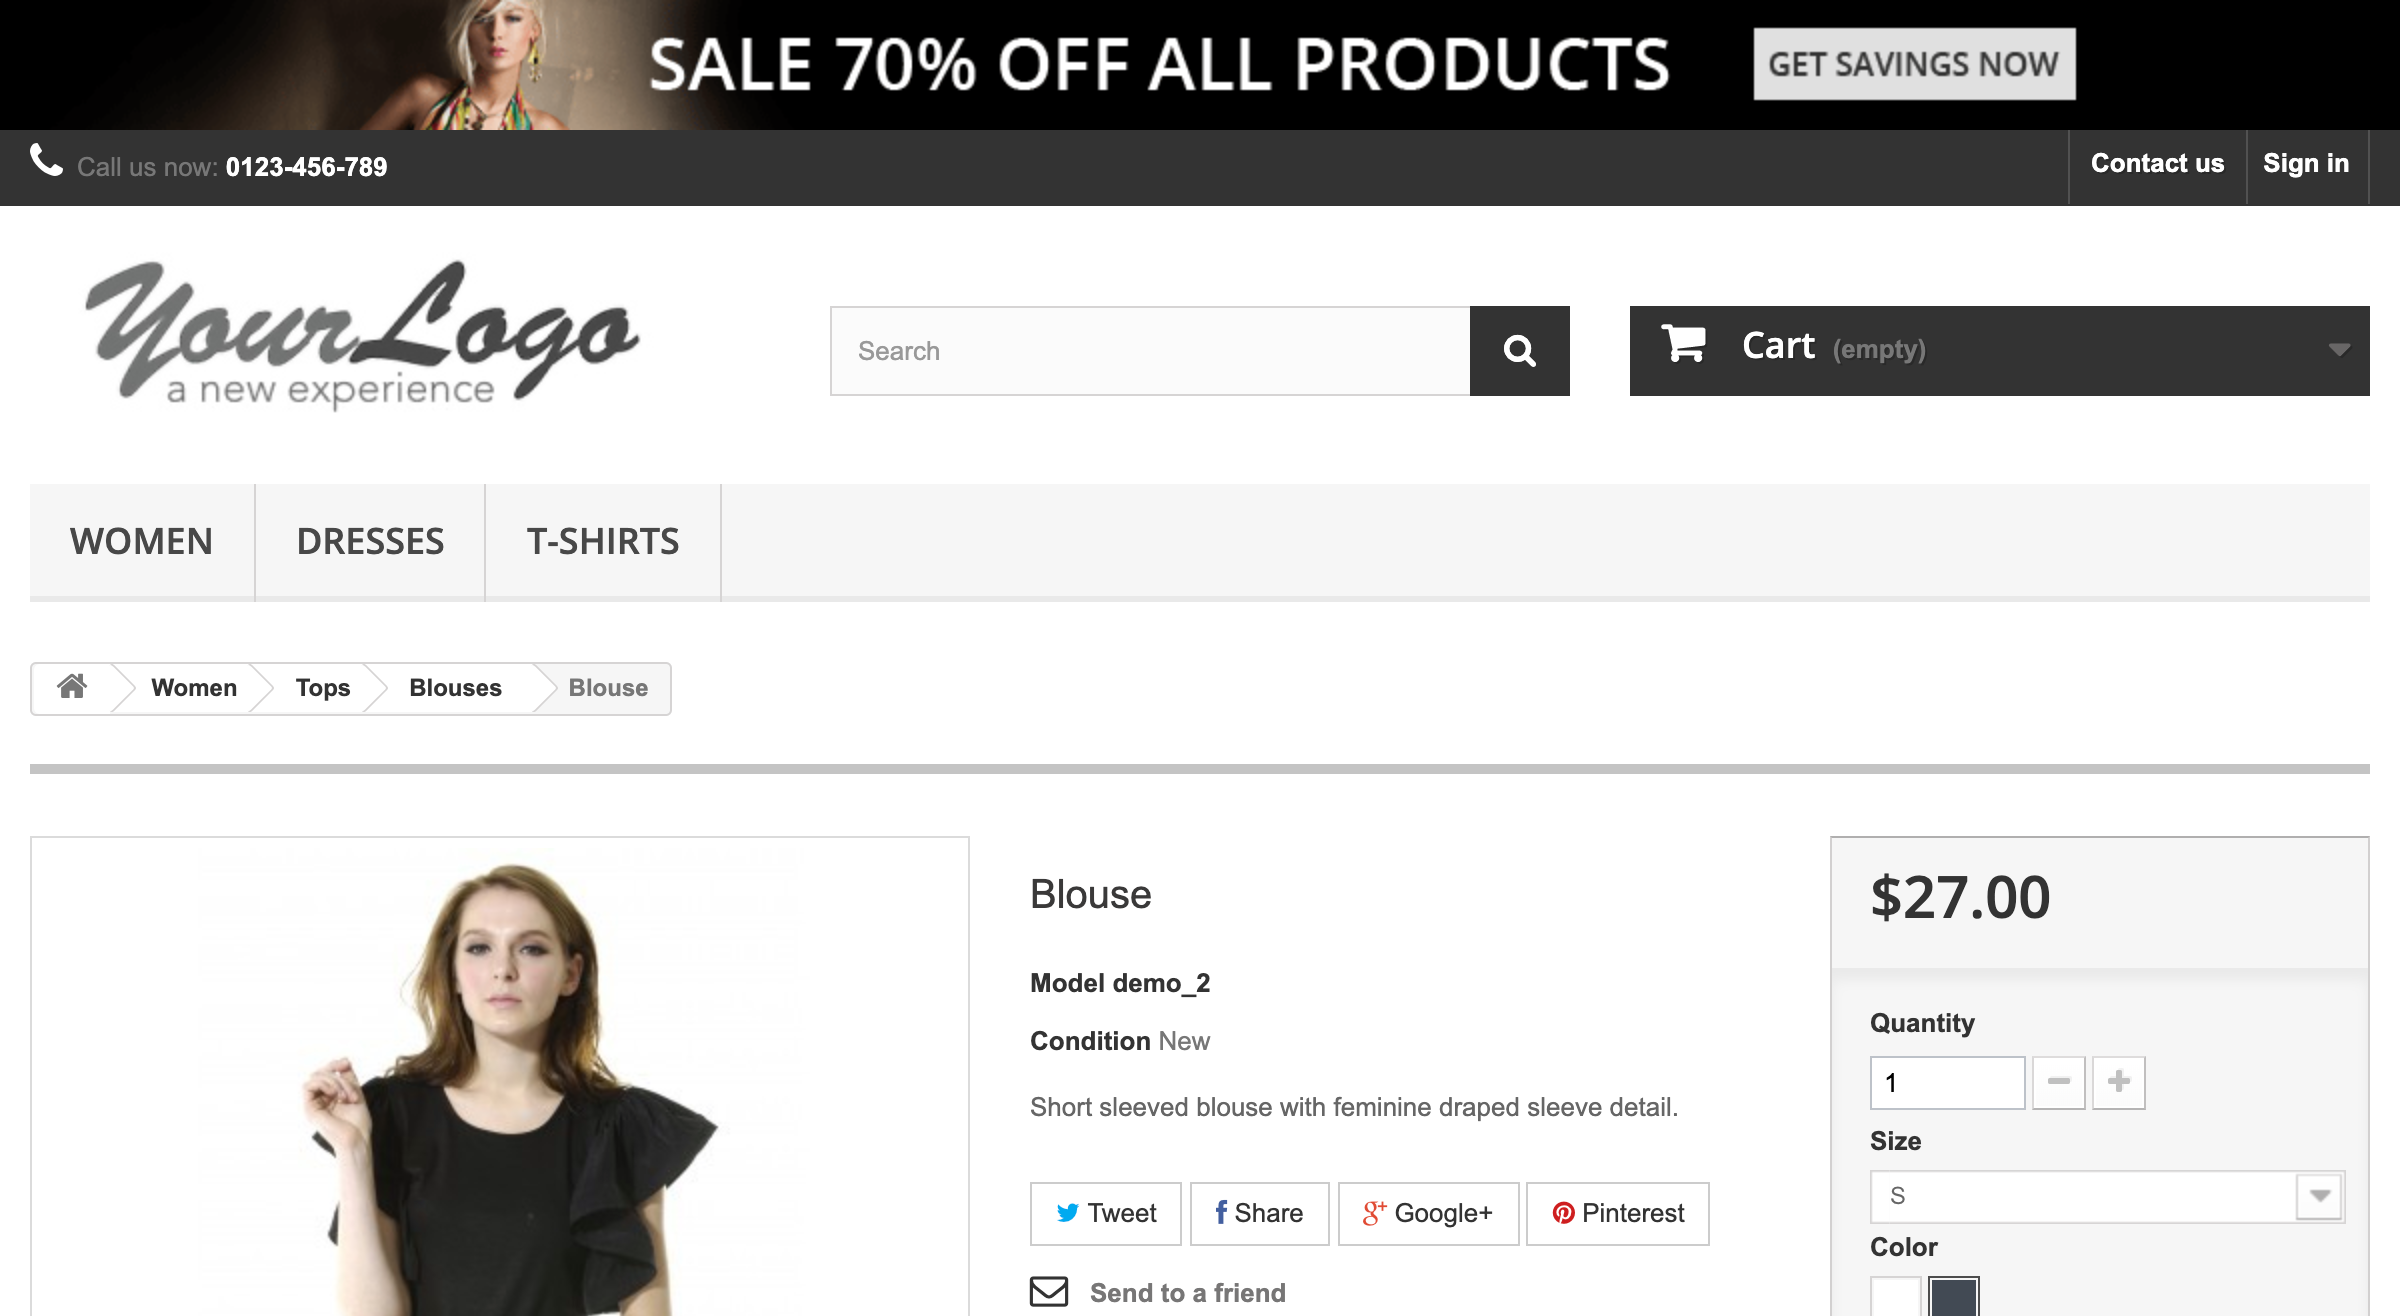 SALE 70% OFF ALL PRODUCTS GET SAVINGS NOW
Call us now: 0123-456-789 Contact us Sign in
YourLogo
a new experience
Search
Cart (empty)
WOMEN DRESSES T-SHIRTS
Women Tops Blouses Blouse
Blouse
Model demo_2
Condition New
Short sleeved blouse with feminine draped sleeve detail.
Tweet Share Google+ Pinterest
Send to a friend
$27.00
Quantity
1
Size
S
Color